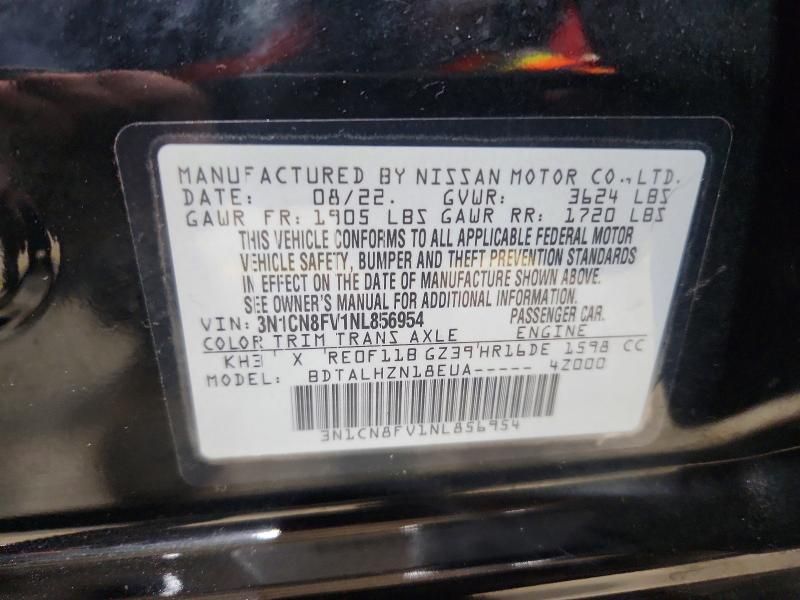 MANUFACTURED BY NISSAN MOTOR CO., LTD.
DATE: 08/22. GVWR: 3624 LBS
GAWR FR: 1905 LBS GAWR RR: 1720 LBS
THIS VEHICLE CONFORMS TO ALL APPLICABLE FEDERAL MOTOR
VEHICLE SAFETY, BUMPER AND THEFT PREVENTION STANDARDS
IN EFFECT ON THE DATE OF MANUFACTURE SHOWN ABOVE.
SEE OWNER'S MANUAL FOR ADDITIONAL INFORMATION.
VIN: 3N1CN8FV1NL856954 PASSENGER CAR.
COLOR TRIM TRANS AXLE ENGINE
KH3 ' X 'RE0F11B GZ39'HR16DE 1598 CC
MODEL: BDTALHZN18EUA----- 4Z000
3N1CN8FV1NL856954